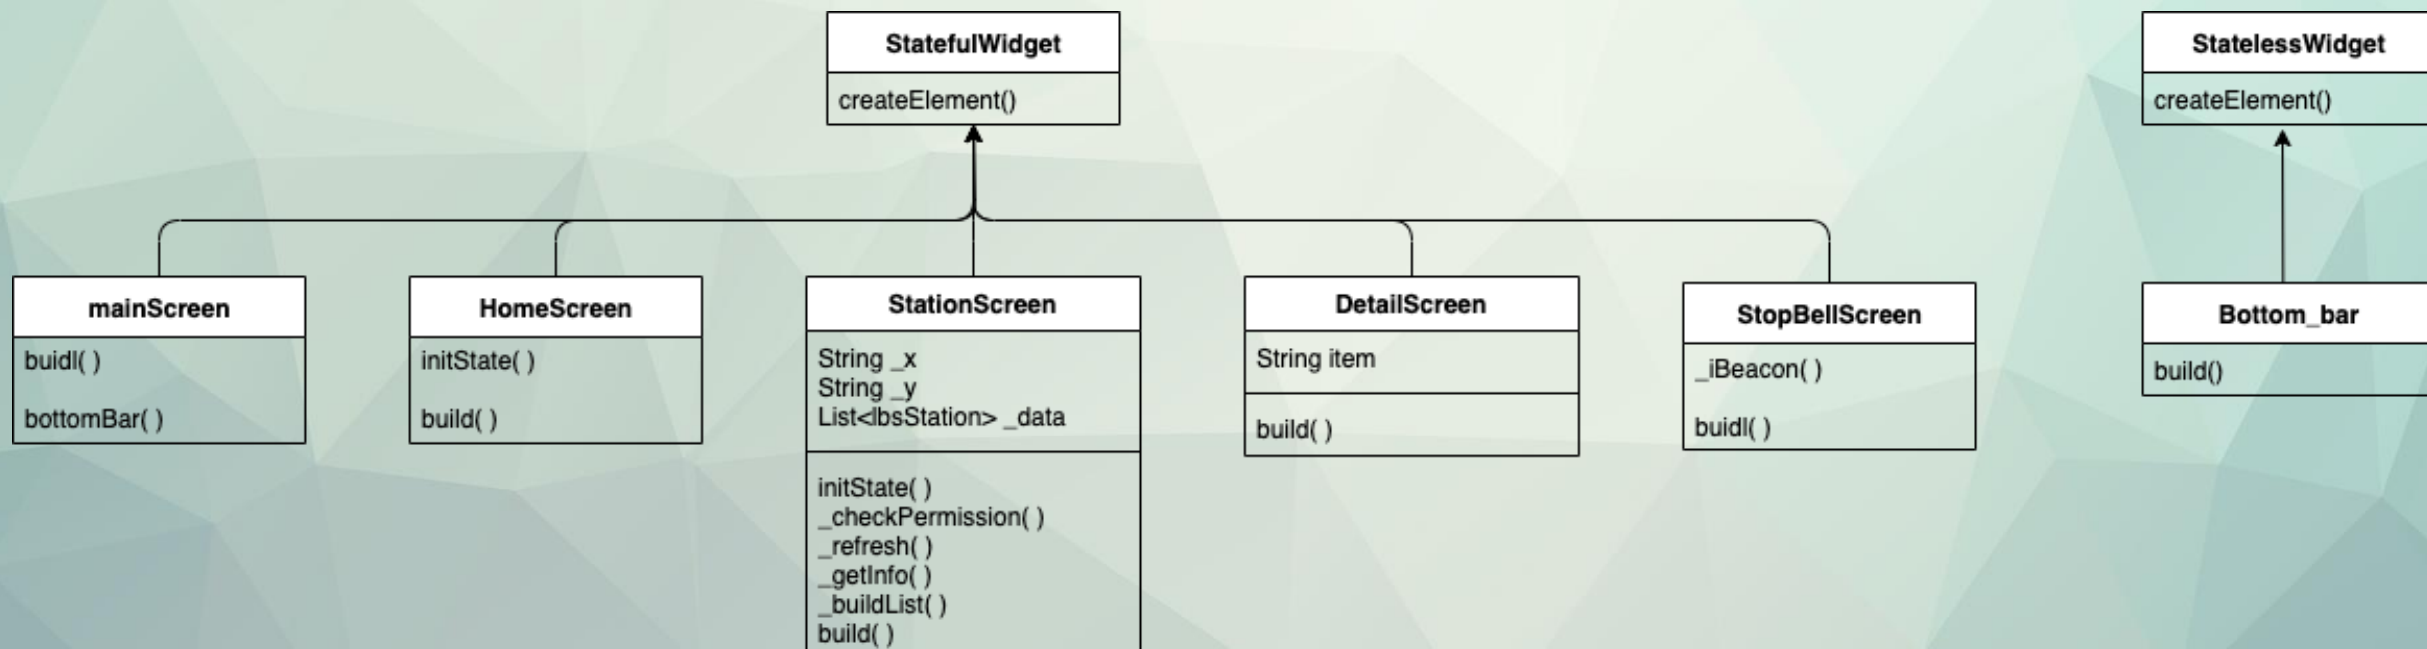 StatefulWidget
createElement()
StatelessWidget
createElement()
mainScreen
buidl( )
bottomBar( )
HomeScreen
initState( )
build( )
StationScreen
String _x
String _y
List<lbsStation> _data
initState( )
_checkPermission( )
_refresh( )
_getInfo( )
_buildList( )
build( )
DetailScreen
String item
build( )
StopBellScreen
_iBeacon( )
buidl( )
Bottom_bar
build()